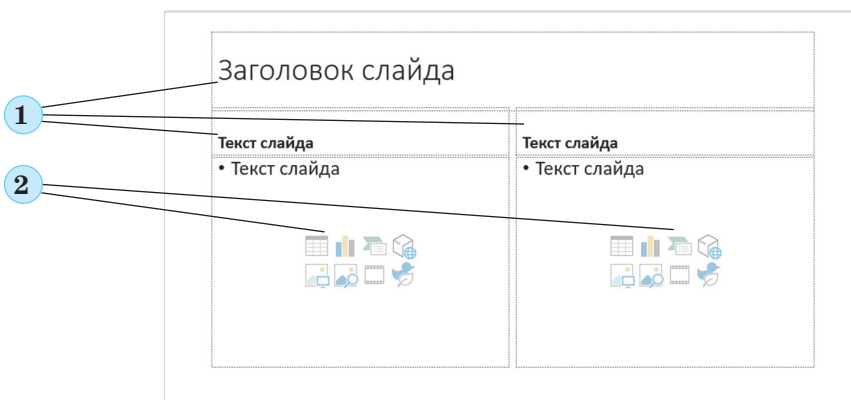 Заголовок слайда
1
Текст слайда
Текст слайда
• Текст слайда
• Текст слайда
2